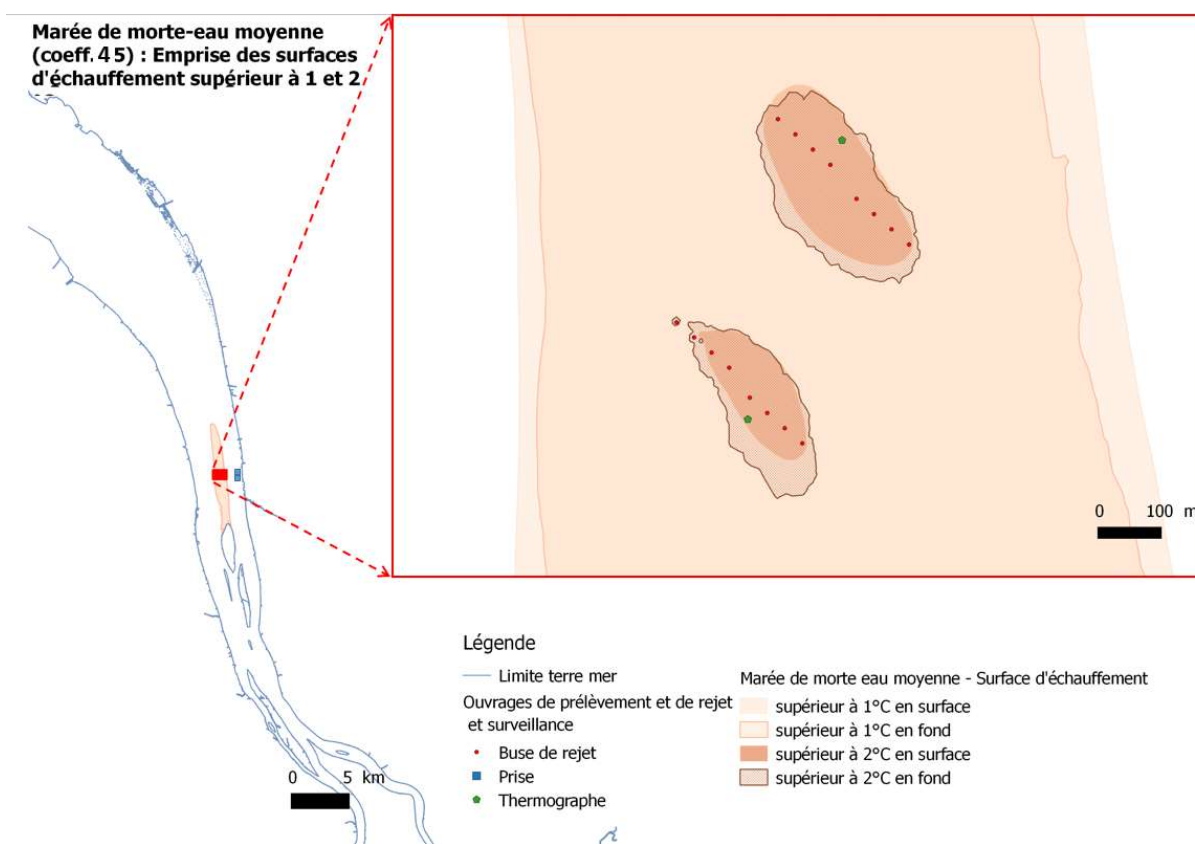 Marée de morte-eau moyenne
(coeff. 45) : Emprise des surfaces
d'échauffement supérieur à 1 et 2
0 100 m
0 5 km
Légende
Limite terre mer
Ouvrages de prélèvement et de rejet
et surveillance
Buse de rejet
Prise
Thermographe
Marée de morte eau moyenne - Surface d'échauffement
supérieur à 1°C en surface
supérieur à 1°C en fond
supérieur à 2°C en surface
supérieur à 2°C en fond